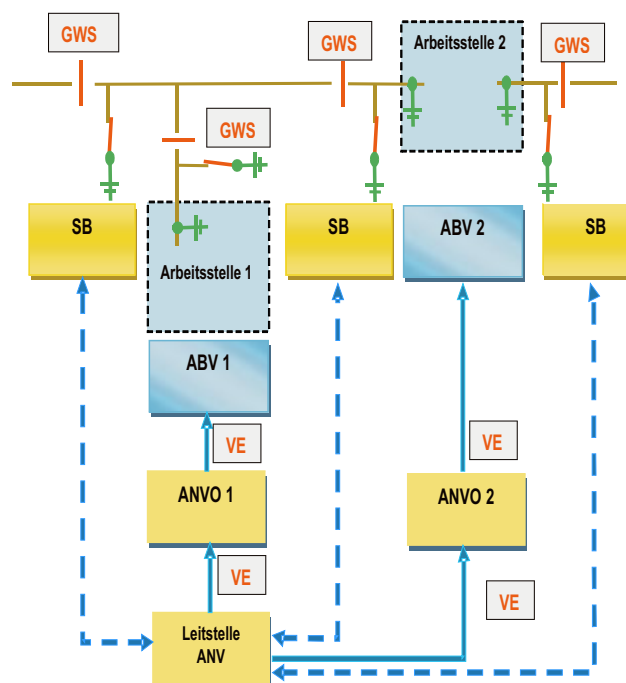 GWS
GWS
Arbeitsstelle 2
GWS
GWS
SB
Arbeitsstelle 1
SB
ABV 2
SB
ABV 1
VE
VE
ANVO 1
ANVO 2
VE
VE
Leitstelle
ANV